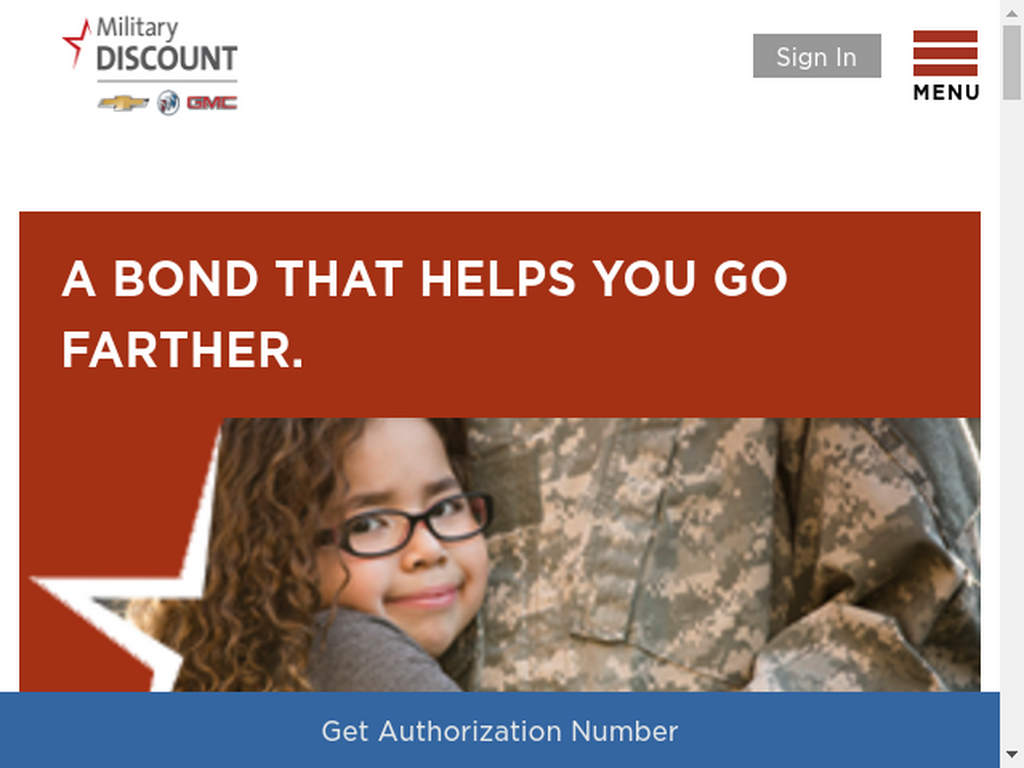 Military
DISCOUNT
GMC
Sign In
MENU
A BOND THAT HELPS YOU GO
FARTHER.
Get Authorization Number